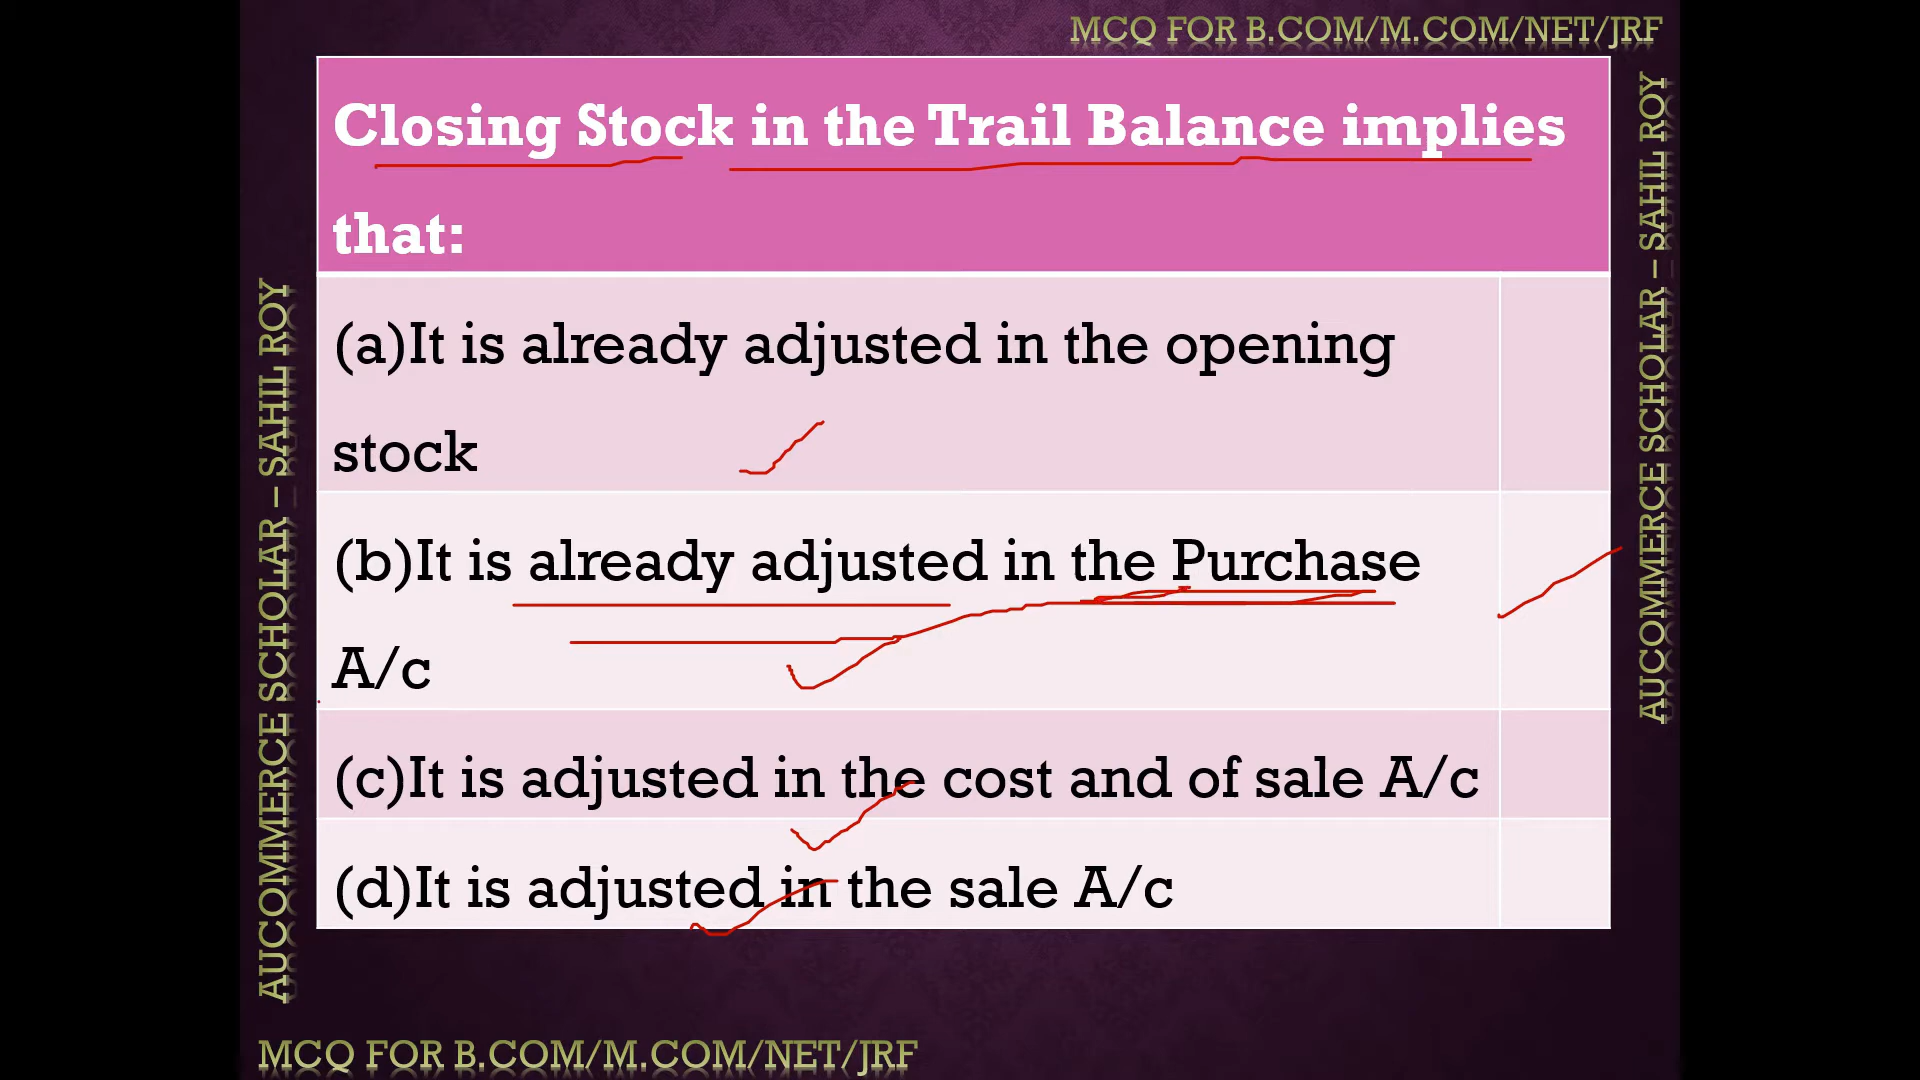 MCQ FOR B.COM/M.COM/NET/JRF
Closing Stock in the Trail Balance implies
that:
(a)It is already adjusted in the opening
stock
(b)It is already adjusted in the Purchase
A/c
(c)It is adjusted in the cost and of sale A/c
(d)It is adjusted in the sale A/c
AUCOMMERCE SCHOLAR – SAHIL ROY
AUCOMMERCE SCHOLAR – SAHIL ROY
MCQ FOR B.COM/M.COM/NET/JRF